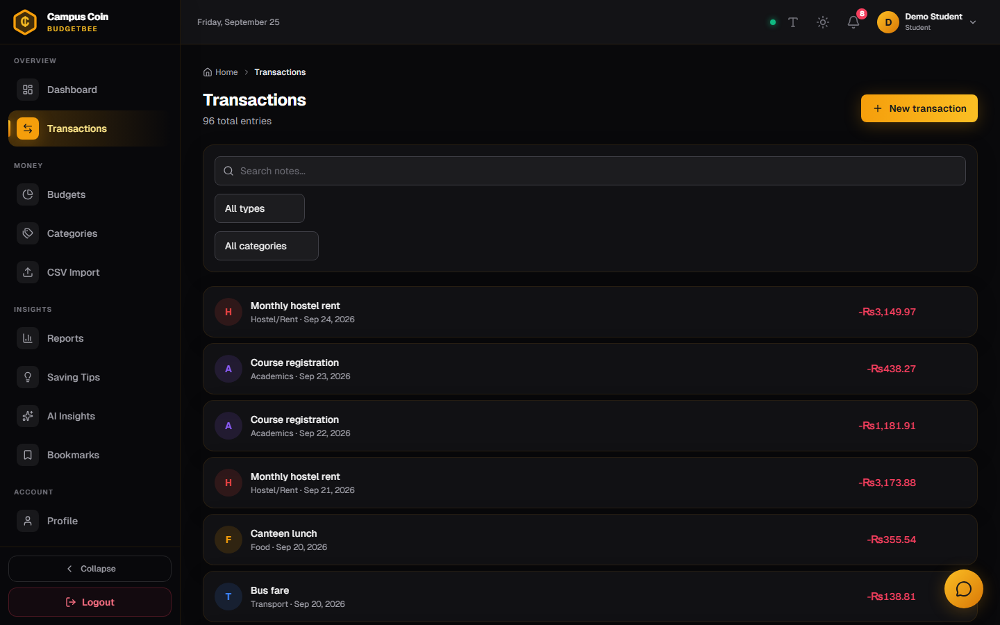 Campus Coin
BUDGETBEE
Friday, September 25
8
D
Demo Student
Student
OVERVIEW
Dashboard
Transactions
MONEY
Budgets
Categories
CSV Import
INSIGHTS
Reports
Saving Tips
AI Insights
Bookmarks
ACCOUNT
Profile
Collapse
Logout
Home > Transactions
Transactions
96 total entries
+ New transaction
Search notes...
All types
All categories
H
Monthly hostel rent
Hostel/Rent · Sep 24, 2026
-₨3,149.97
A
Course registration
Academics · Sep 23, 2026
-₨438.27
A
Course registration
Academics · Sep 22, 2026
-₨1,181.91
H
Monthly hostel rent
Hostel/Rent · Sep 21, 2026
-₨3,173.88
F
Canteen lunch
Food · Sep 20, 2026
-₨355.54
T
Bus fare
Transport · Sep 20, 2026
-₨138.81